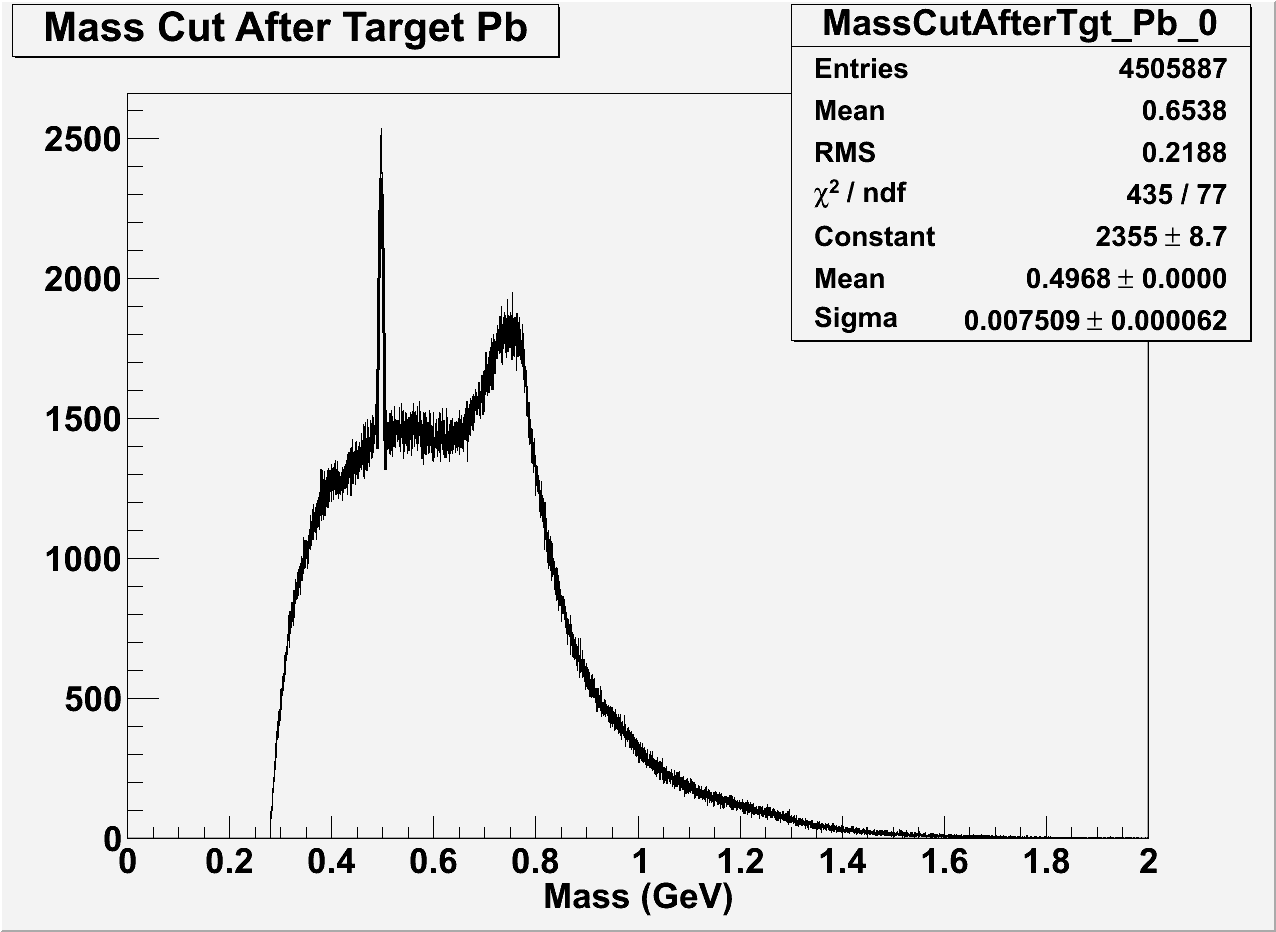 Mass Cut After Target Pb
MassCutAfterTgt_Pb_0
Entries 4505887
Mean 0.6538
RMS 0.2188
χ² / ndf 435 / 77
Constant 2355 ± 8.7
Mean 0.4968 ± 0.0000
Sigma 0.007509 ± 0.000062
2500
2000
1500
1000
500
0
0 0.2 0.4 0.6 0.8 1 1.2 1.4 1.6 1.8 2
Mass (GeV)